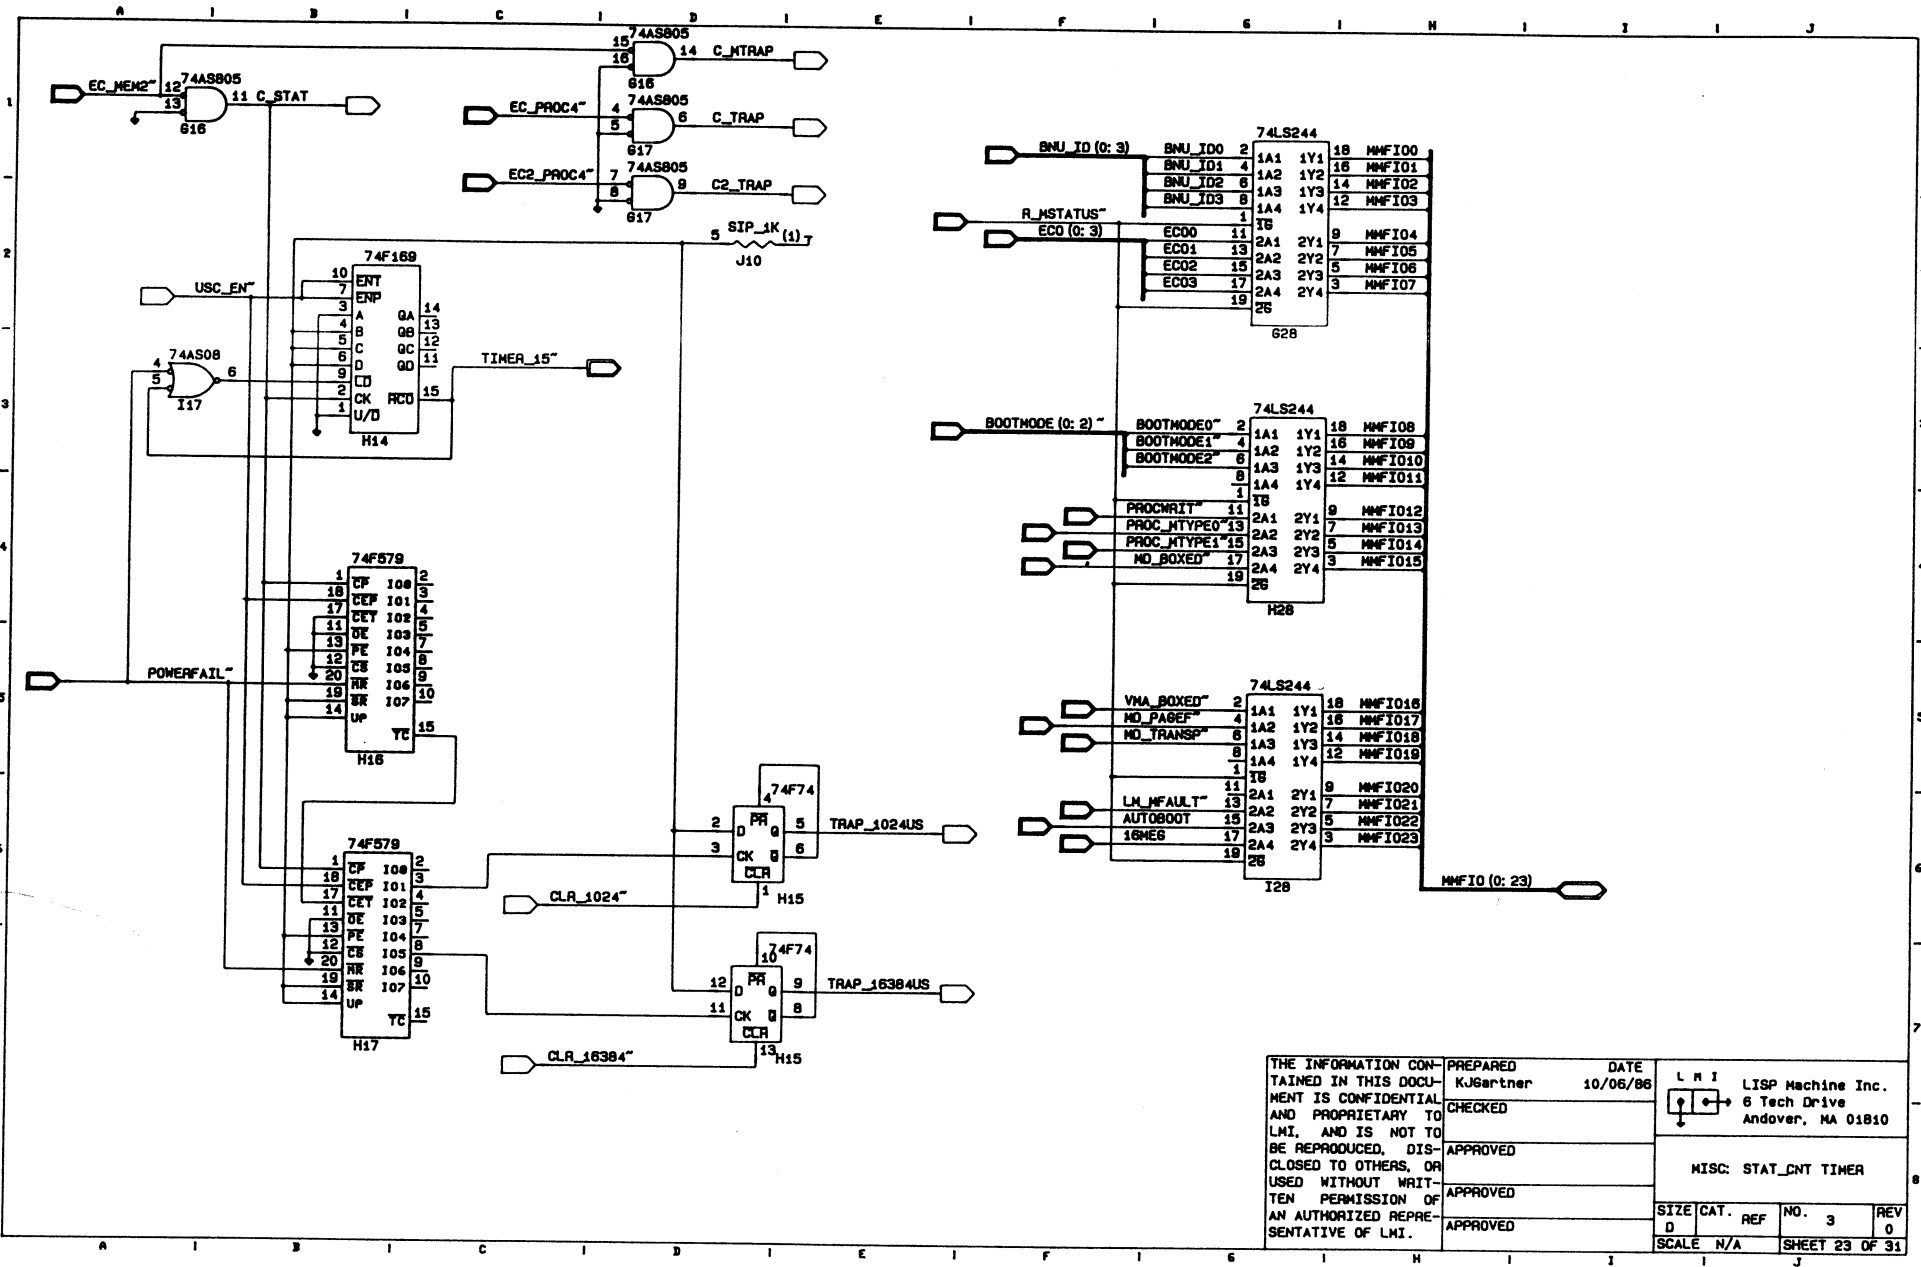 A B C D E F G H I J
74AS805
15 14 C_MTRAP
16
G16
EC_MEM2~ 12 74AS805
13 11 C_STAT
G16
74AS805
EC_PROC4~ 4 6 C_TRAP
5
G17
74AS805
EC2_PROC4~ 7 9 C2_TRAP
8
G17
5 SIP_1K (1)
J10
74F169
USC_EN~
10 ENT
7 ENP
3 A QA 14
4 B QB 13
5 C QC 12
6 D QD 11
9 LD
2 CK RCO 15
1 U/D
H14
TIMER_15~
74AS08
4 6
5
I17
74F579
1 CP IO0 2
18 CEP IO1 3
17 CET IO2 4
11 OE IO3 5
13 PE IO4 7
12 CS IO5 8
20 MR IO6 9
19 SR IO7 10
14 UP
TC 15
H16
POWERFAIL~
74F579
1 CP IO0 2
18 CEP IO1 3
17 CET IO2 4
11 OE IO3 5
13 PE IO4 7
12 CS IO5 8
20 MR IO6 9
19 SR IO7 10
14 UP
TC 15
H17
74F74
4
2 D PR Q 5 TRAP_1024US
3 CK Q 6
CLR
1 H15
CLR_1024~
74F74
10
12 D PR Q 9 TRAP_16384US
11 CK Q 8
CLR
13 H15
CLR_16384~
74LS244
BNU_ID(0:3)
BNU_ID0 2 1A1 1Y1 18 MMFIO0
BNU_ID1 4 1A2 1Y2 16 MMFIO1
BNU_ID2 6 1A3 1Y3 14 MMFIO2
BNU_ID3 8 1A4 1Y4 12 MMFIO3
R_MSTATUS~ 1 1G
ECO(0:3)
ECO0 11 2A1 2Y1 9 MMFIO4
ECO1 13 2A2 2Y2 7 MMFIO5
ECO2 15 2A3 2Y3 5 MMFIO6
ECO3 17 2A4 2Y4 3 MMFIO7
19 2G
G28
74LS244
BOOTMODE(0:2)~
BOOTMODE0~ 2 1A1 1Y1 18 MMFIO8
BOOTMODE1~ 4 1A2 1Y2 16 MMFIO9
BOOTMODE2~ 6 1A3 1Y3 14 MMFIO10
8 1A4 1Y4 12 MMFIO11
1 1G
PROCWRIT~ 11 2A1 2Y1 9 MMFIO12
PROC_MTYPE0~ 13 2A2 2Y2 7 MMFIO13
PROC_MTYPE1~ 15 2A3 2Y3 5 MMFIO14
MD_BOXED~ 17 2A4 2Y4 3 MMFIO15
19 2G
H28
74LS244
VMA_BOXED~ 2 1A1 1Y1 18 MMFIO16
MD_PAGEF~ 4 1A2 1Y2 16 MMFIO17
MD_TRANSP~ 6 1A3 1Y3 14 MMFIO18
8 1A4 1Y4 12 MMFIO19
1 1G
11 2A1 2Y1 9 MMFIO20
LM_MFAULT~ 13 2A2 2Y2 7 MMFIO21
AUTOBOOT 15 2A3 2Y3 5 MMFIO22
16MEG 17 2A4 2Y4 3 MMFIO23
19 2G
I28
MMFIO(0:23)
THE INFORMATION CON-
TAINED IN THIS DOCU-
MENT IS CONFIDENTIAL
AND PROPRIETARY TO
LMI, AND IS NOT TO
BE REPRODUCED, DIS-
CLOSED TO OTHERS, OR
USED WITHOUT WRIT-
TEN PERMISSION OF
AN AUTHORIZED REPRE-
SENTATIVE OF LMI.
PREPARED DATE
KJGartner 10/06/86
CHECKED
APPROVED
APPROVED
APPROVED
L M I
LISP Machine Inc.
6 Tech Drive
Andover, MA 01810
MISC: STAT_CNT TIMER
SIZE D CAT. REF NO. 3 REV 0
SCALE N/A SHEET 23 OF 31
A B C D E F G H I J
1
2
3
4
5
6
7
8